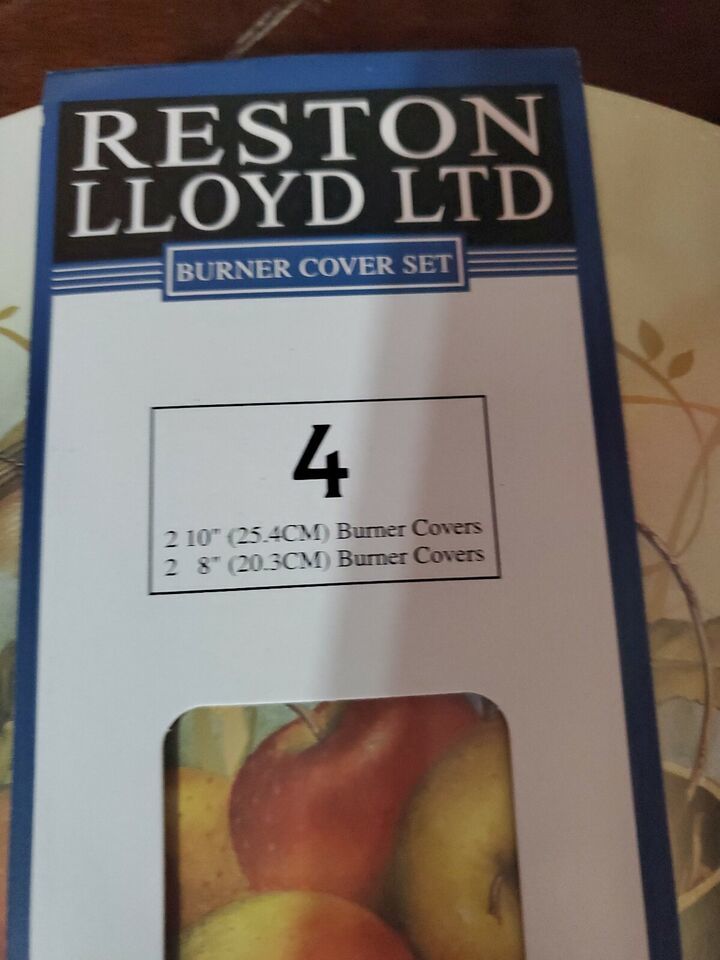 RESTON
LLOYD LTD
BURNER COVER SET
4
2 10" (25.4CM) Burner Covers
2 8" (20.3CM) Burner Covers